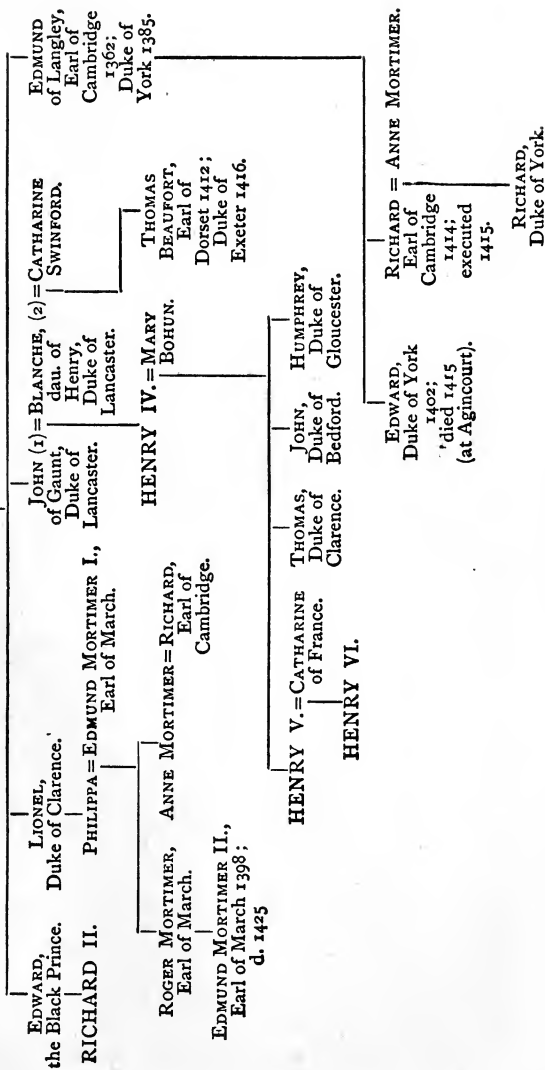 EDWARD,
the Black Prince.
RICHARD II.
LIONEL,
Duke of Clarence.'
PHILIPPA = EDMUND MORTIMER I.,
Earl of March.
ROGER MORTIMER,
Earl of March.
ANNE MORTIMER = RICHARD,
Earl of
Cambridge.
EDMUND MORTIMER II.,
Earl of March 1398;
d. 1425
JOHN (1) = BLANCHE, (2) = CATHARINE
of Gaunt,
Duke of
Lancaster.
dau. of
Henry,
Duke of
Lancaster.
SWINFORD.
HENRY IV. = MARY
BOHUN.
THOMAS
BEAUFORT,
Earl of
Dorset 1412;
Duke of
Exeter 1416.
HENRY V. = CATHARINE
of France.
HENRY VI.
THOMAS,
Duke of
Clarence.
JOHN,
Duke of
Bedford.
HUMPHREY,
Duke of
Gloucester.
EDMUND
of Langley,
Earl of
Cambridge
1362;
Duke of
York 1385.
EDWARD,
Duke of York
1402;
'died 1415
(at Agincourt).
RICHARD = ANNE MORTIMER.
Earl of
Cambridge
1414;
executed
1415.
RICHARD,
Duke of York.